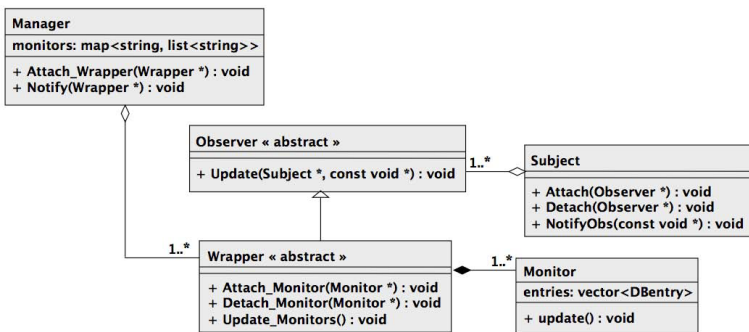 Manager
monitors: map<string, list<string>>
+ Attach_Wrapper(Wrapper *) : void
+ Notify(Wrapper *) : void
Observer « abstract »
+ Update(Subject *, const void *) : void
1..*
Subject
+ Attach(Observer *) : void
+ Detach(Observer *) : void
+ NotifyObs(const void *) : void
1..*
Wrapper « abstract »
+ Attach_Monitor(Monitor *) : void
+ Detach_Monitor(Monitor *) : void
+ Update_Monitors() : void
1..*
Monitor
entries: vector<DBentry>
+ update() : void